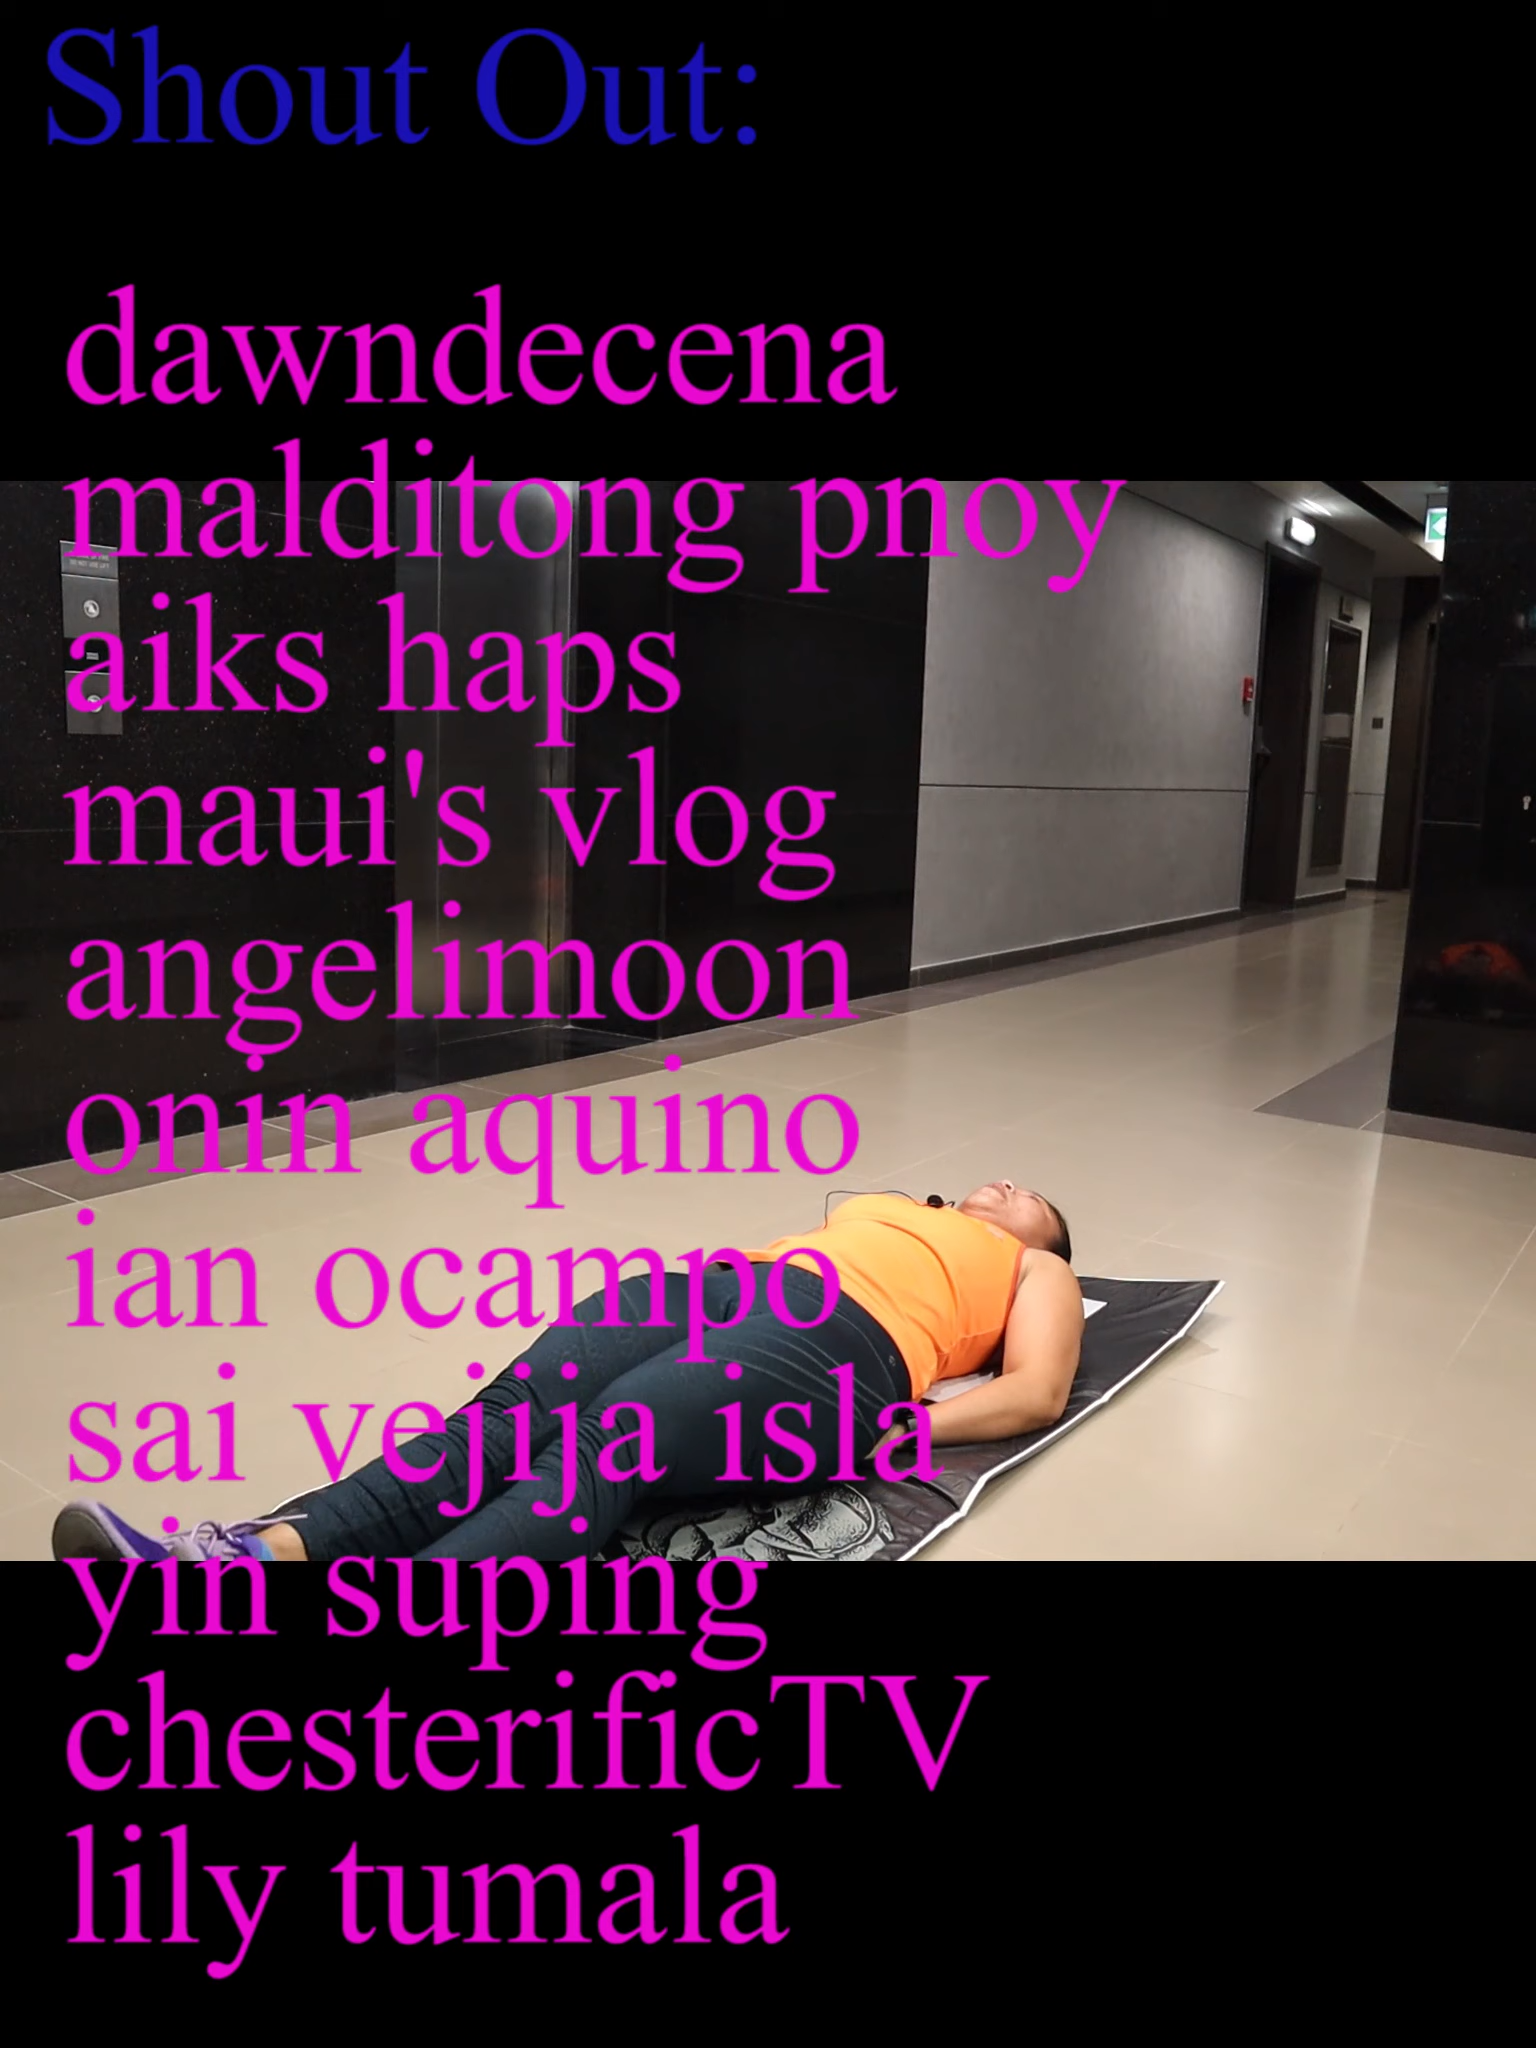 Shout Out:
dawndecena
malditong pnoy
aiks haps
maui's vlog
angelimoon
onin aquino
ian ocampo
sai vejija isla
yin suping
chesterificTV
lily tumala